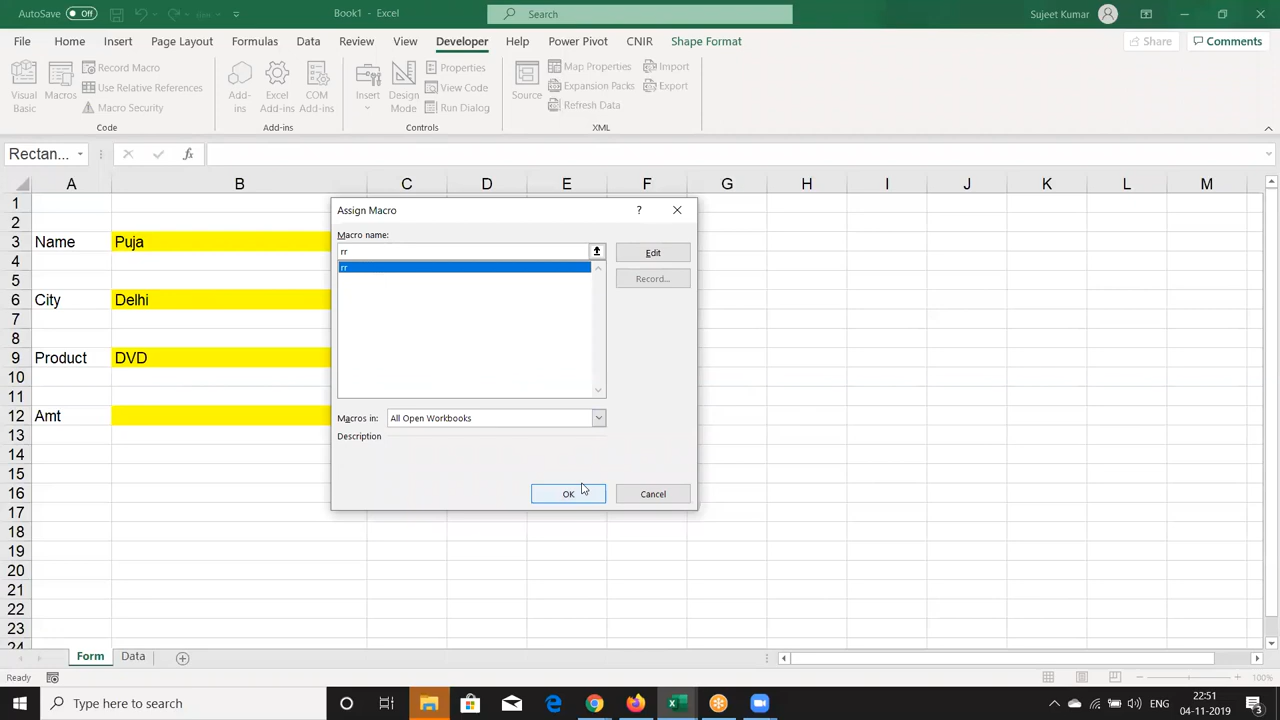 AutoSave Off Book1 - Excel Search Sujeet Kumar
File Home Insert Page Layout Formulas Data Review View Developer Help Power Pivot CNIR Shape Format Share Comments
Visual Basic Macros Record Macro Use Relative References Macro Security Code
Add-ins Excel Add-ins COM Add-ins Add-ins
Insert Design Mode Properties View Code Run Dialog Controls
Source Map Properties Expansion Packs Refresh Data Import Export XML
Rectan... fx
A B C D E F G H I J K L M
1
2
3 Name Puja
4
5
6 City Delhi
7
8
9 Product DVD
10
11
12 Amt
13
14
15
16
17
18
19
20
21
22
23
24
Assign Macro ?
Macro name:
rr Edit
rr
Record...
Macros in: All Open Workbooks
Description
OK Cancel
Form Data
Ready 100%
Type here to search ENG 22:51 04-11-2019 3